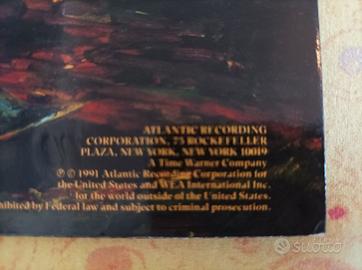 ATLANTIC RECORDING
CORPORATION, 75 ROCKEFELLER
PLAZA, NEW YORK, NEW YORK 10019
A Time Warner Company
℗ © 1991 Atlantic Recording Corporation for
the United States and WEA International Inc.
for the world outside of the United States.
hibited by Federal law and subject to criminal prosecution.
subito